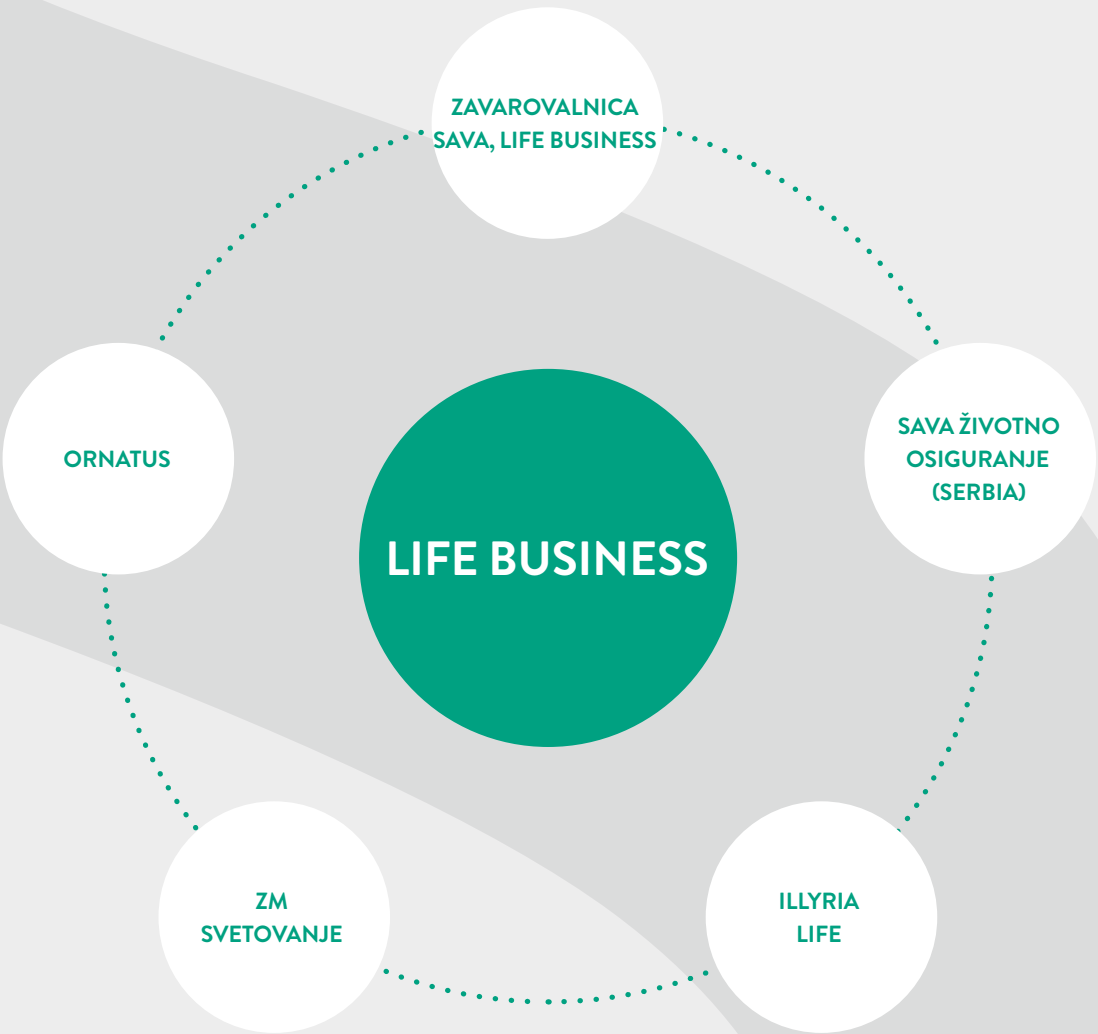 ZAVAROVALNICA
SAVA, LIFE BUSINESS
ORNATUS
SAVA ŽIVOTNO
OSIGURANJE
(SERBIA)
LIFE BUSINESS
ZM
SVETOVANJE
ILLYRIA
LIFE